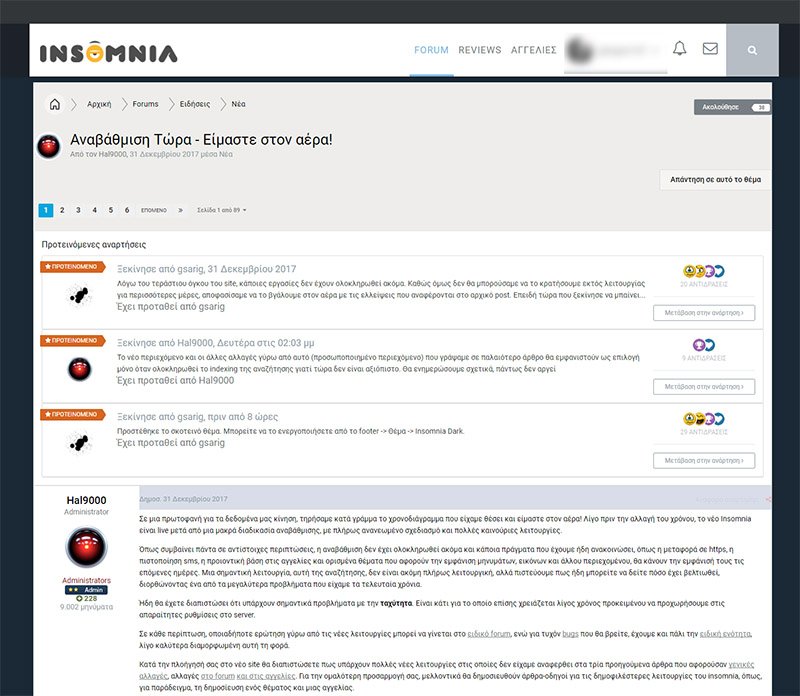 INSOMNIA
FORUM REVIEWS ΑΓΓΕΛΙΕΣ
Αρχική Forums Ειδήσεις Νέα
Ακολούθησε 38
Αναβάθμιση Τώρα - Είμαστε στον αέρα!
Από τον Hal9000, 31 Δεκεμβρίου 2017 μέσα Νέα
Απάντηση σε αυτό το θέμα
1 2 3 4 5 6 ΕΠΌΜΕΝΟ » Σελίδα 1 από 89
Προτεινόμενες αναρτήσεις
ΠΡΟΤΕΙΝΌΜΕΝΟ
Ξεκίνησε από gsarig, 31 Δεκεμβρίου 2017
Λόγω του τεράστιου όγκου του site, κάποιες εργασίες δεν έχουν ολοκληρωθεί ακόμα. Καθώς όμως δεν θα μπορούσαμε να το κρατήσουμε εκτός λειτουργίας
για περισσότερες μέρες, αποφασίσαμε να το βγάλουμε στον αέρα με τις ελλείψεις που αναφέρονται στο αρχικό post. Επειδή τώρα που ξεκίνησε να μπαίνει...
Έχει προταθεί από gsarig
20 ΑΝΤΙΔΡΆΣΕΙΣ
Μετάβαση στην ανάρτηση ›
ΠΡΟΤΕΙΝΌΜΕΝΟ
Ξεκίνησε από Hal9000, Δευτέρα στις 02:03 μμ
Το νέο περιεχόμενο και οι άλλες αλλαγές γύρω από αυτό (προσωποποιημένο περιεχόμενο) που γράψαμε σε παλαιότερο άρθρο θα εμφανιστούν ως επιλογή
μόνο όταν ολοκληρωθεί το indexing της αναζήτησης γιατί τώρα δεν είναι αξιόπιστο. Θα ενημερώσουμε σχετικά, πάντως δεν αργεί
Έχει προταθεί από Hal9000
9 ΑΝΤΙΔΡΆΣΕΙΣ
Μετάβαση στην ανάρτηση ›
ΠΡΟΤΕΙΝΌΜΕΝΟ
Ξεκίνησε από gsarig, πριν από 8 ώρες
Προστέθηκε το σκοτεινό θέμα. Μπορείτε να το ενεργοποιήσετε από το footer -> Θέμα -> Insomnia Dark.
Έχει προταθεί από gsarig
29 ΑΝΤΙΔΡΆΣΕΙΣ
Μετάβαση στην ανάρτηση ›
Hal9000
Administrator
Administrators
Admin
228
9.002 μηνύματα
Δημοσ. 31 Δεκεμβρίου 2017
Σε μια πρωτοφανή για τα δεδομένα μας κίνηση, τηρήσαμε κατά γράμμα το χρονοδιάγραμμα που είχαμε θέσει και είμαστε στον αέρα! Λίγο πριν την αλλαγή του χρόνου, το νέο Insomnia
είναι live μετά από μια μακρά διαδικασία αναβάθμισης, με πλήρως ανανεωμένο σχεδιασμό και πολλές καινούριες λειτουργίες.
Όπως συμβαίνει πάντα σε αντίστοιχες περιπτώσεις, η αναβάθμιση δεν έχει ολοκληρωθεί ακόμα και κάποια πράγματα που έχουμε ήδη ανακοινώσει, όπως η μεταφορά σε https, η
πιστοποίηση sms, η προιοντική βάση στις αγγελίες και ορισμένα θέματα που αφορούν την εμφάνιση μηνυμάτων, εικόνων και άλλου περιεχομένου, θα κάνουν την εμφάνισή τους τις
επόμενες ημέρες. Μια σημαντική λειτουργία, αυτή της αναζήτησης, δεν είναι ακόμα πλήρως λειτουργική, αλλά πιστεύουμε πως ήδη μπορείτε να δείτε πόσο έχει βελτιωθεί,
διορθώνοντας ένα από τα μεγαλύτερα προβλήματα που είχαμε τα τελευταία χρόνια.
Ήδη θα έχετε διαπιστώσει ότι υπάρχουν σημαντικά προβλήματα με την ταχύτητα. Είναι κάτι για το οποίο επίσης χρειάζεται λίγος χρόνος προκειμένου να προχωρήσουμε στις
απαραίτητες ρυθμίσεις στο server.
Σε κάθε περίπτωση, οποιαδήποτε ερώτηση γύρω από τις νέες λειτουργίες μπορεί να γίνεται στο ειδικό forum, ενώ για τυχόν bugs που θα βρείτε, έχουμε και πάλι την ειδική ενότητα,
λίγο καλύτερα διαμορφωμένη αυτή τη φορά.
Κατά την πλοήγησή σας στο νέο site θα διαπιστώσετε πως υπάρχουν πολλές νέες λειτουργίες στις οποίες δεν είχαμε αναφερθει στα τρία προηγούμενα άρθρα που αφορούσαν γενικές
αλλαγές, αλλαγές στο forum και στις αγγελίες. Για την ομαλότερη προσαρμογή σας, μελλοντικά θα δημοσιευθούν άρθρα-οδηγοί για τις δημοφιλέστερες λειτουργίες του insomnia, όπως,
για παράδειγμα, τη δημοσίευση ενός θέματος και μιας αγγελίας.